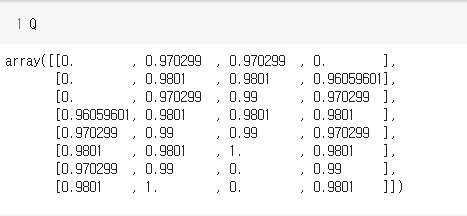 1 Q
array([[0.        , 0.970299  , 0.970299  , 0.        ],
       [0.        , 0.9801    , 0.9801    , 0.96059601],
       [0.        , 0.970299  , 0.99      , 0.970299  ],
       [0.96059601, 0.9801    , 0.9801    , 0.9801    ],
       [0.970299  , 0.99      , 0.99      , 0.970299  ],
       [0.9801    , 0.9801    , 1.        , 0.9801    ],
       [0.970299  , 0.99      , 0.        , 0.99      ],
       [0.9801    , 1.        , 0.        , 0.9801    ]])